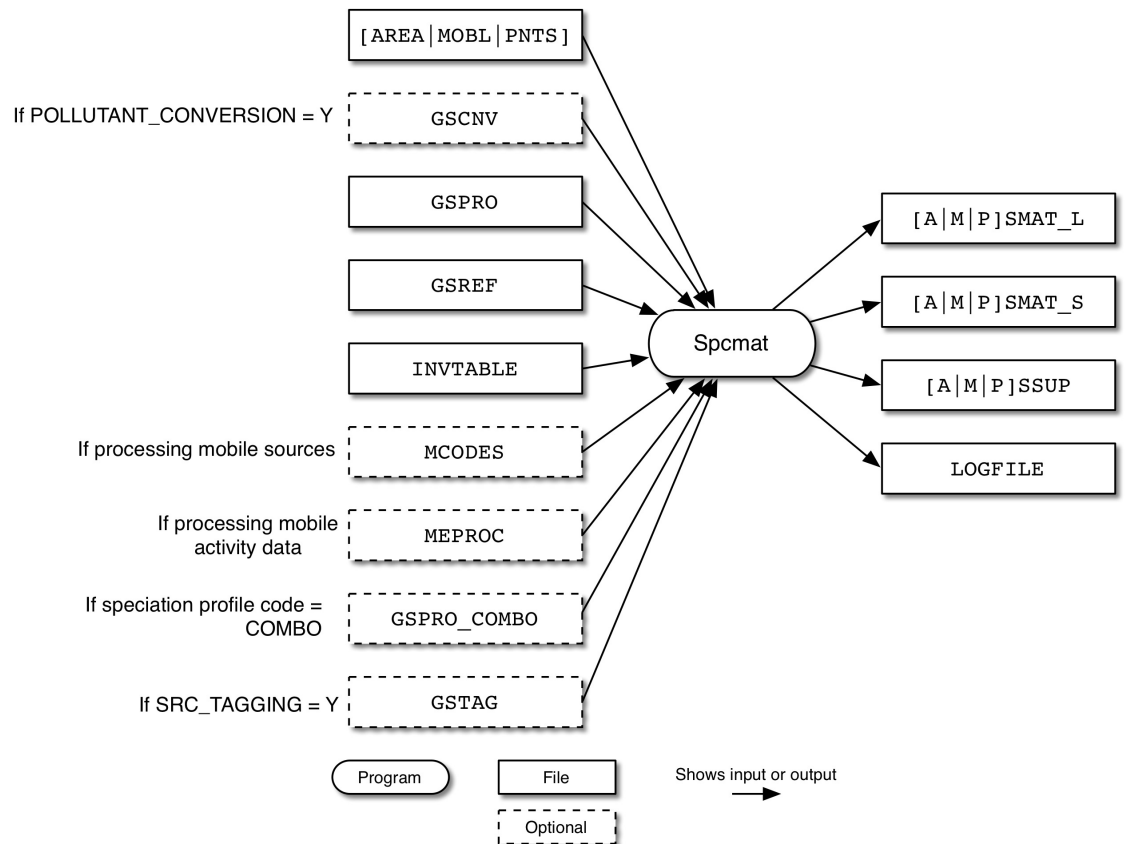 [AREA|MOBL|PNTS]
If POLLUTANT_CONVERSION = Y
GSCNV
GSPRO
GSREF
INVTABLE
If processing mobile sources
MCODES
If processing mobile
activity data
MEPROC
If speciation profile code =
COMBO
GSPRO_COMBO
If SRC_TAGGING = Y
GSTAG
Spcmat
[A|M|P]SMAT_L
[A|M|P]SMAT_S
[A|M|P]SSUP
LOGFILE
Program
File
Optional
Shows input or output